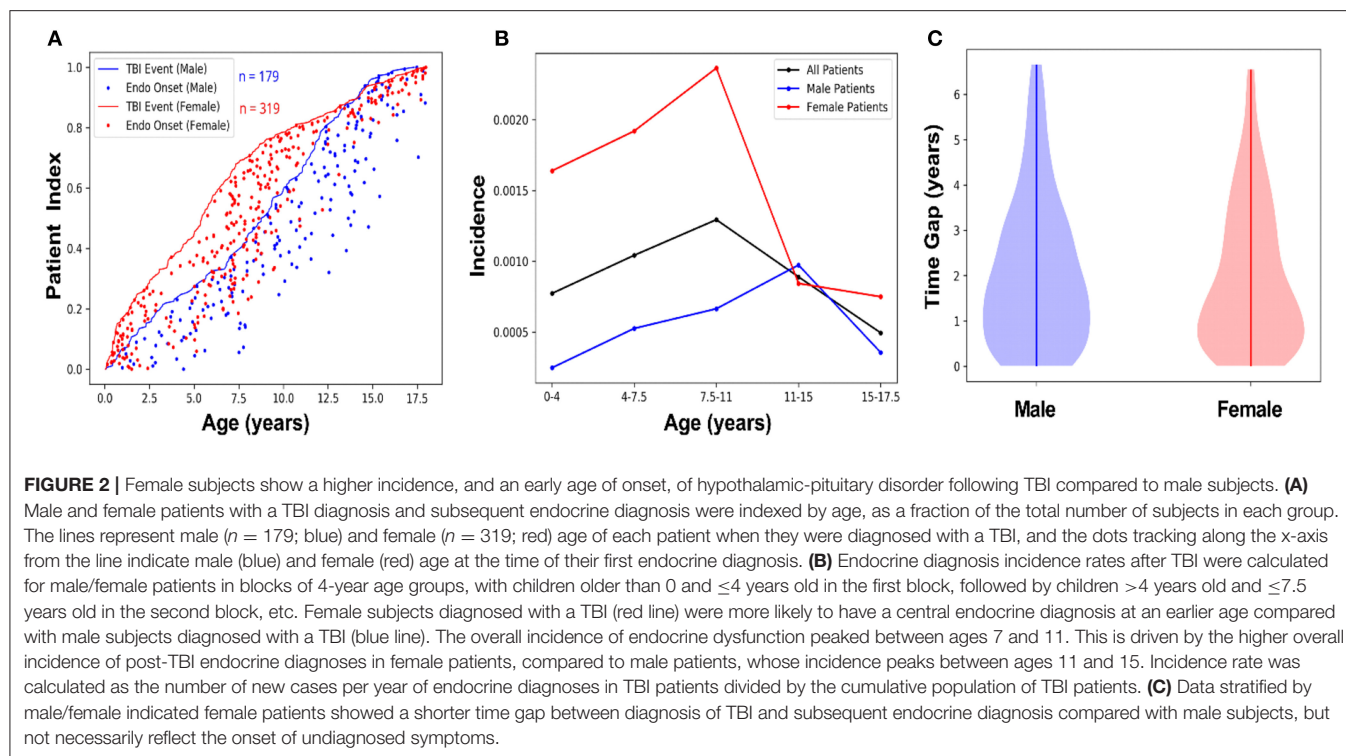 A
TBI Event (Male)
Endo Onset (Male)
n = 179
TBI Event (Female)
Endo Onset (Female)
n = 319
1.0
0.8
0.6
0.4
0.2
0.0
Patient Index
0.0 2.5 5.0 7.5 10.0 12.5 15.0 17.5
Age (years)
B
All Patients
Male Patients
Female Patients
0.0020
0.0015
0.0010
0.0005
Incidence
0-4 4-7.5 7.5-11 11-15 15-17.5
Age (years)
C
6
5
4
3
2
1
0
Time Gap (years)
Male Female
FIGURE 2 | Female subjects show a higher incidence, and an early age of onset, of hypothalamic-pituitary disorder following TBI compared to male subjects. (A)
Male and female patients with a TBI diagnosis and subsequent endocrine diagnosis were indexed by age, as a fraction of the total number of subjects in each group.
The lines represent male (n = 179; blue) and female (n = 319; red) age of each patient when they were diagnosed with a TBI, and the dots tracking along the x-axis
from the line indicate male (blue) and female (red) age at the time of their first endocrine diagnosis. (B) Endocrine diagnosis incidence rates after TBI were calculated
for male/female patients in blocks of 4-year age groups, with children older than 0 and ≤4 years old in the first block, followed by children >4 years old and ≤7.5
years old in the second block, etc. Female subjects diagnosed with a TBI (red line) were more likely to have a central endocrine diagnosis at an earlier age compared
with male subjects diagnosed with a TBI (blue line). The overall incidence of endocrine dysfunction peaked between ages 7 and 11. This is driven by the higher overall
incidence of post-TBI endocrine diagnoses in female patients, compared to male patients, whose incidence peaks between ages 11 and 15. Incidence rate was
calculated as the number of new cases per year of endocrine diagnoses in TBI patients divided by the cumulative population of TBI patients. (C) Data stratified by
male/female indicated female patients showed a shorter time gap between diagnosis of TBI and subsequent endocrine diagnosis compared with male subjects, but
not necessarily reflect the onset of undiagnosed symptoms.